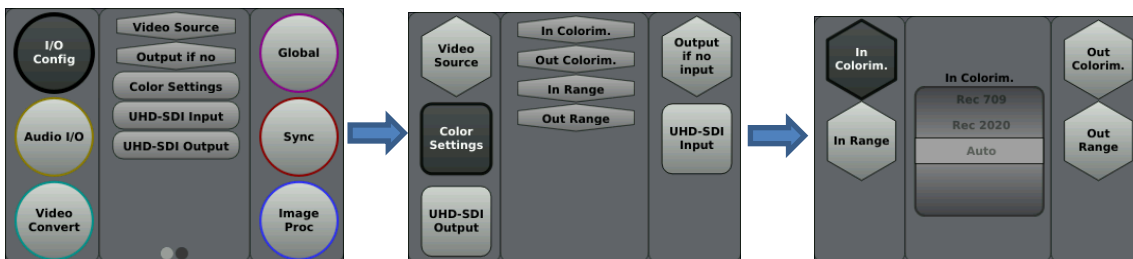 I/O
Config
Audio I/O
Video
Convert
Video Source
Output if no
Color Settings
UHD-SDI Input
UHD-SDI Output
Global
Sync
Image
Proc
Video
Source
Color
Settings
UHD-SDI
Output
In Colorim.
Out Colorim.
In Range
Out Range
Output
if no
input
UHD-SDI
Input
In
Colorim.
In Range
In Colorim.
Rec 709
Rec 2020
Auto
Out
Colorim.
Out
Range